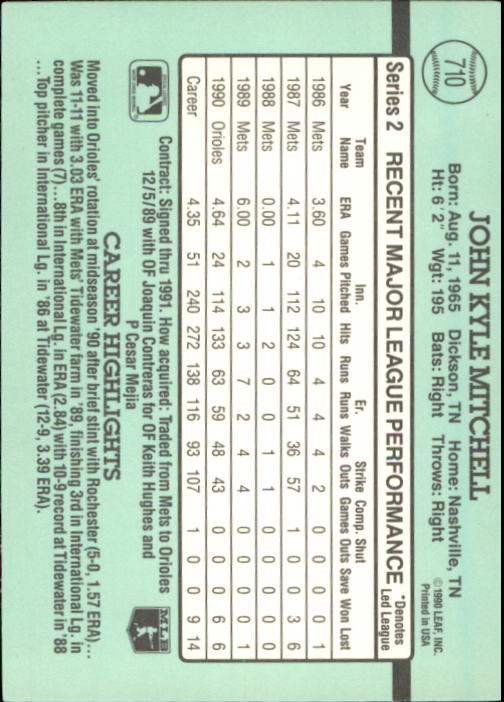 710
JOHN KYLE MITCHELL
©1990 LEAF, INC.
Printed in USA
Born: Aug. 11, 1965 Dickson, TN Home: Nashville, TN
Ht: 6'2" Wgt: 195 Bats: Right Throws: Right
Series 2 RECENT MAJOR LEAGUE PERFORMANCE *Denotes Led League
Team Inn. Er. Strike Comp. Shut
Year Name ERA Games Pitched Hits Runs Runs Walks Outs Games Outs Save Won Lost
1986 Mets 3.60 4 10 10 4 4 4 2 0 0 0 0 1
1987 Mets 4.11 20 112 124 64 51 36 57 1 0 0 3 6
1988 Mets 0.00 1 1 2 0 0 1 1 0 0 0 0 0
1989 Mets 6.00 2 3 3 7 2 4 4 0 0 0 0 1
1990 Orioles 4.64 24 114 133 63 59 48 43 0 0 0 6 6
Career 4.35 51 240 272 138 116 93 107 1 0 0 9 14
Contract: Signed thru 1991. How acquired: Traded from Mets to Orioles
12/5/89 with OF Joaquin Contreras for OF Keith Hughes and
P Cesar Mejia
MLB
CAREER HIGHLIGHTS
Moved into Orioles' rotation at midseason '90 after brief stint with Rochester (5-0, 1.57 ERA)...
Was 11-11 with 3.03 ERA with Mets' Tidewater farm in '89, finishing 3rd in International Lg. in
complete games (7)...8th in International Lg. in ERA (2.84) with 10-9 record at Tidewater in '88
...Top pitcher in International Lg. in '86 at Tidewater (12-9, 3.39 ERA).